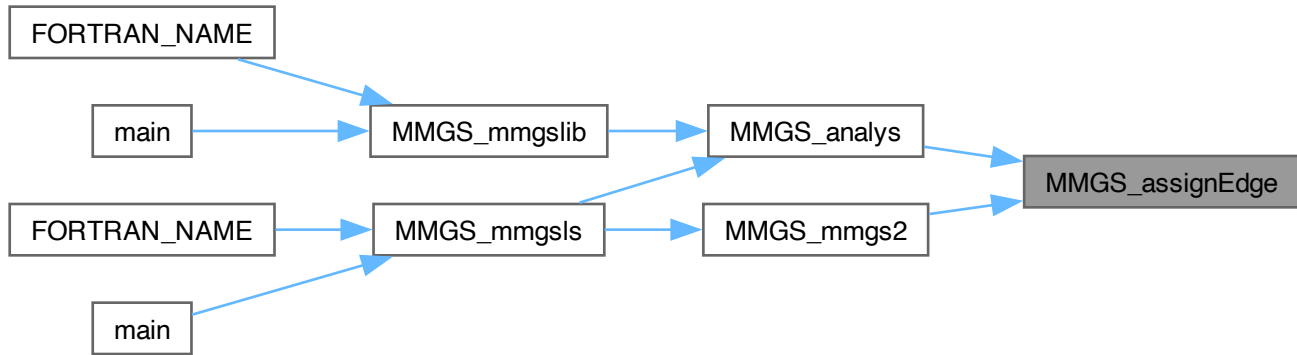 FORTRAN_NAME
main
MMGS_mmgslib
MMGS_analys
MMGS_assignEdge
FORTRAN_NAME
MMGS_mmgsls
MMGS_mmgs2
main